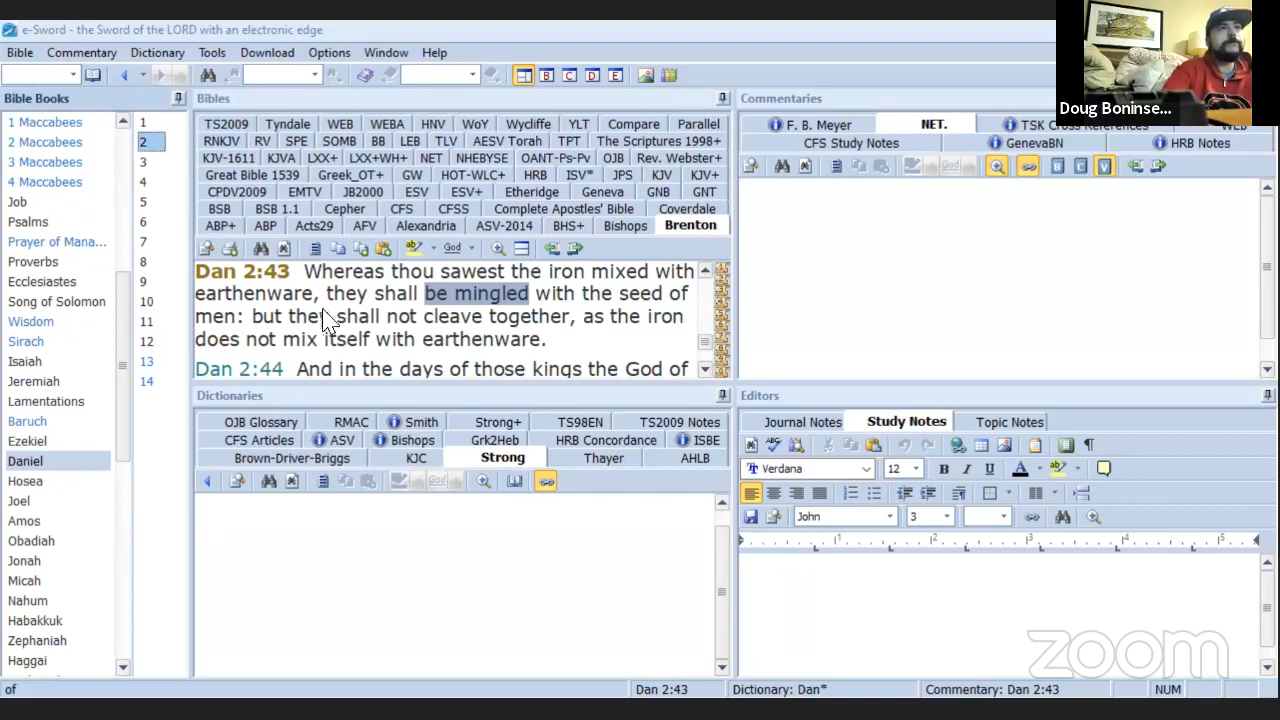 e-Sword - the Sword of the LORD with an electronic edge
Bible Commentary Dictionary Tools Download Options Window Help
B C D E
Doug Boninse...
Bible Books
1 Maccabees
2 Maccabees
3 Maccabees
4 Maccabees
Job
Psalms
Prayer of Mana...
Proverbs
Ecclesiastes
Song of Solomon
Wisdom
Sirach
Isaiah
Jeremiah
Lamentations
Baruch
Ezekiel
Daniel
Hosea
Joel
Amos
Obadiah
Jonah
Micah
Nahum
Habakkuk
Zephaniah
Haggai
1
2
3
4
5
6
7
8
9
10
11
12
13
14
Bibles
TS2009 Tyndale WEB WEBA HNV WoY Wycliffe YLT Compare Parallel
RNKJV RV SPE SOMB BB LEB TLV AESV Torah TPT The Scriptures 1998+
KJV-1611 KJVA LXX+ LXX+WH+ NET NHEBYSE OANT-Ps-Pv OJB Rev. Webster+
Great Bible 1539 Greek_OT+ GW HOT-WLC+ HRB ISV* JPS KJV KJV+
CPDV2009 EMTV JB2000 ESV ESV+ Etheridge Geneva GNB GNT
BSB BSB 1.1 Cepher CFS CFSS Complete Apostles' Bible Coverdale
ABP+ ABP Acts29 AFV Alexandria ASV-2014 BHS+ Bishops Brenton
God
Dan 2:43 Whereas thou sawest the iron mixed with
earthenware, they shall be mingled with the seed of
men: but they shall not cleave together, as the iron
does not mix itself with earthenware.
Dan 2:44 And in the days of those kings the God of
Dictionaries
OJB Glossary RMAC Smith Strong+ TS98EN TS2009 Notes
CFS Articles ASV Bishops Grk2Heb HRB Concordance ISBE
Brown-Driver-Briggs KJC Strong Thayer AHLB
God
Commentaries
F. B. Meyer NET. TSK Cross References WEB
CFS Study Notes GenevaBN HRB Notes
God D C V
Editors
Journal Notes Study Notes Topic Notes
ABC ¶
Verdana 12 B I U A ab
John 3
1 2 3 4 5
zoom
of Dan 2:43 Dictionary: Dan* Commentary: Dan 2:43 NUM